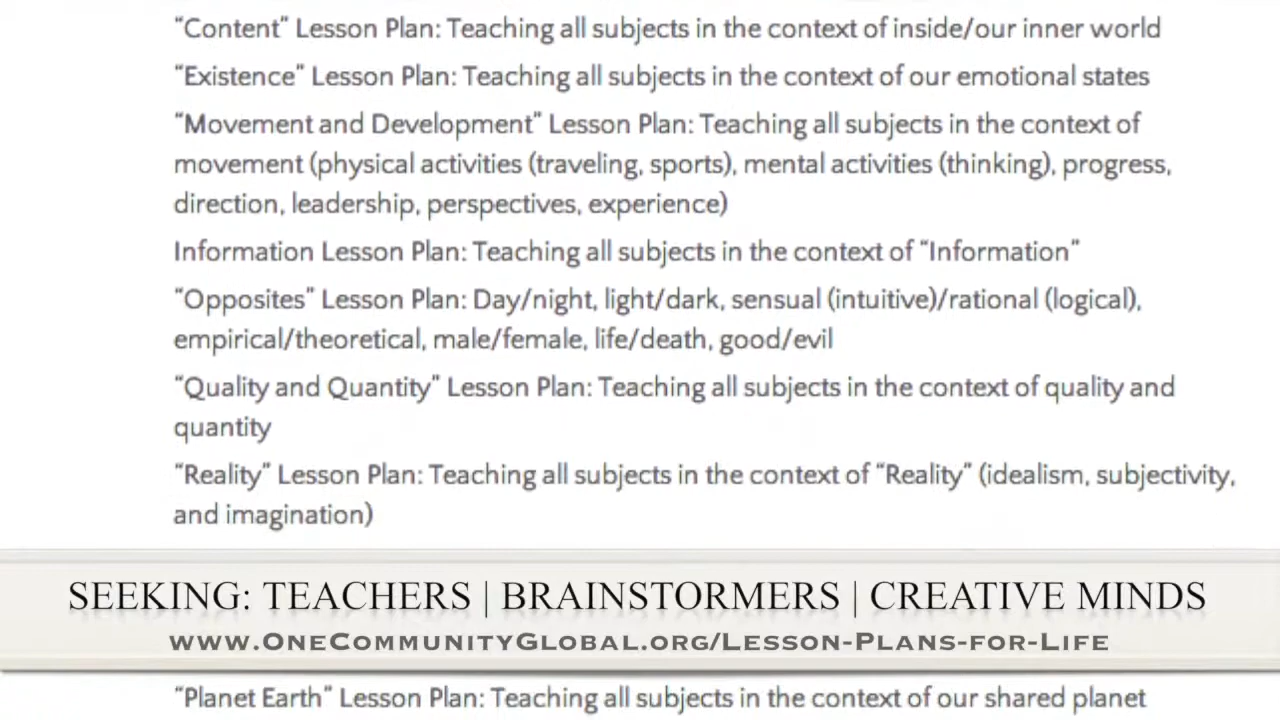 “Content” Lesson Plan: Teaching all subjects in the context of inside/our inner world
“Existence” Lesson Plan: Teaching all subjects in the context of our emotional states
“Movement and Development” Lesson Plan: Teaching all subjects in the context of
movement (physical activities (traveling, sports), mental activities (thinking), progress,
direction, leadership, perspectives, experience)
Information Lesson Plan: Teaching all subjects in the context of “Information”
“Opposites” Lesson Plan: Day/night, light/dark, sensual (intuitive)/rational (logical),
empirical/theoretical, male/female, life/death, good/evil
“Quality and Quantity” Lesson Plan: Teaching all subjects in the context of quality and
quantity
“Reality” Lesson Plan: Teaching all subjects in the context of “Reality” (idealism, subjectivity,
and imagination)
SEEKING: TEACHERS | BRAINSTORMERS | CREATIVE MINDS
www.OneCommunityGlobal.org/Lesson-Plans-for-Life
“Planet Earth” Lesson Plan: Teaching all subjects in the context of our shared planet